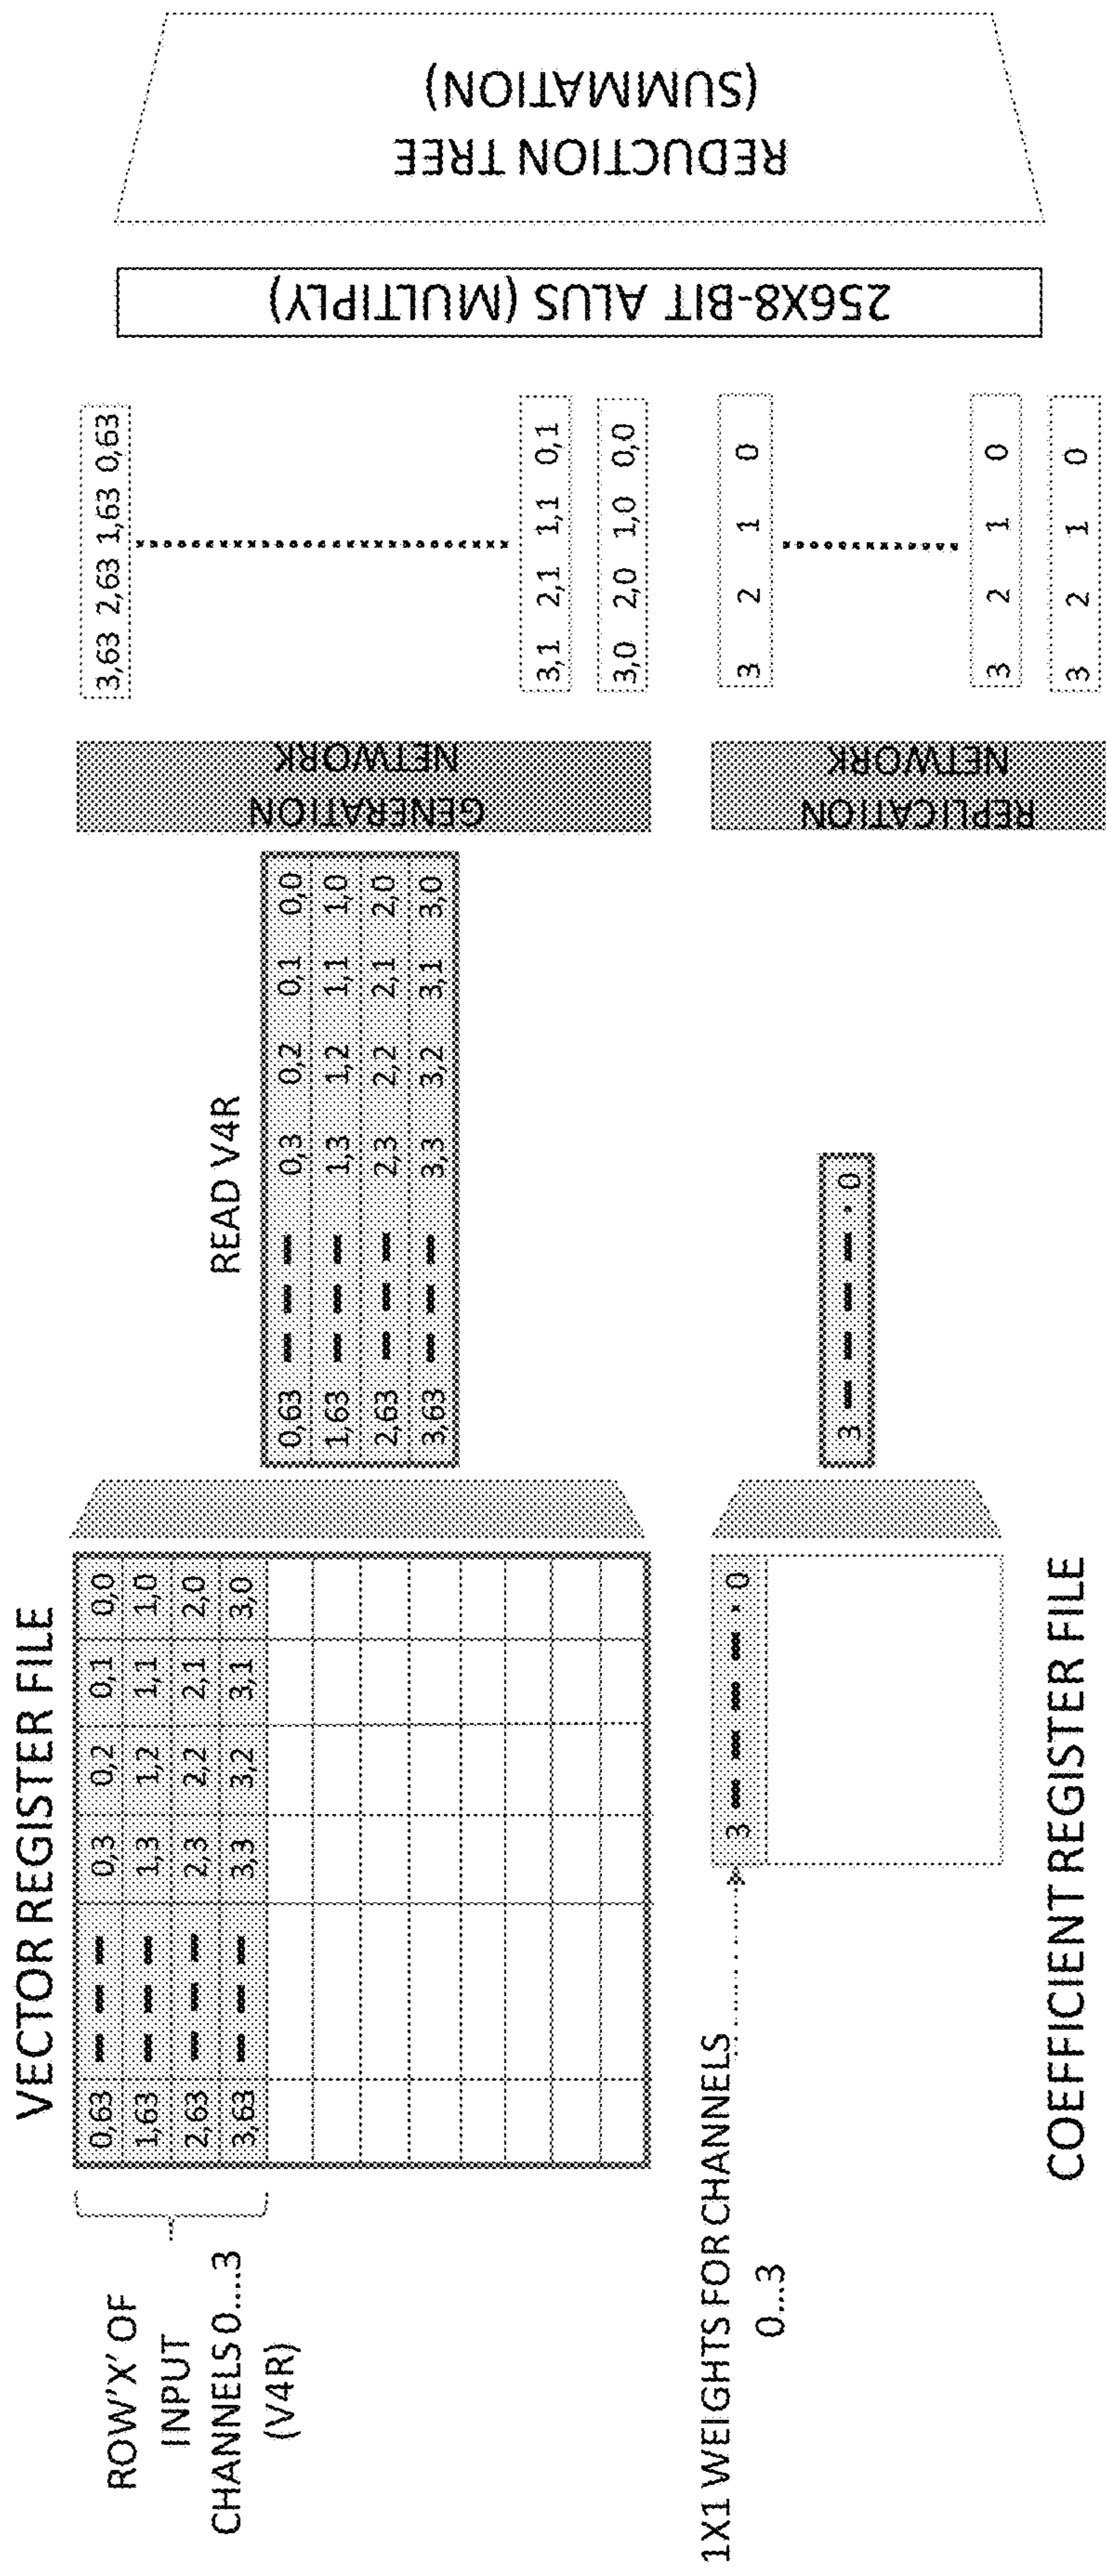 VECTOR REGISTER FILE
ROW'X' OF
INPUT
CHANNELS 0....3
(V4R)
0,63 0,3 0,2 0,1 0,0
1,63 1,3 1,2 1,1 1,0
2,63 2,3 2,2 2,1 2,0
3,63 3,3 3,2 3,1 3,0
READ V4R
0,63 0,3 0,2 0,1 0,0
1,63 1,3 1,2 1,1 1,0
2,63 2,3 2,2 2,1 2,0
3,63 3,3 3,2 3,1 3,0
GENERATION
NETWORK
3,63 2,63 1,63 0,63
3,1 2,1 1,1 0,1
3,0 2,0 1,0 0,0
1X1 WEIGHTS FOR CHANNELS
0...3
3 0
3 0
REPLICATION
NETWORK
3 2 1 0
3 2 1 0
3 2 1 0
COEFFICIENT REGISTER FILE
256X8-BIT ALUS (MULTIPLY)
REDUCTION TREE
(SUMMATION)